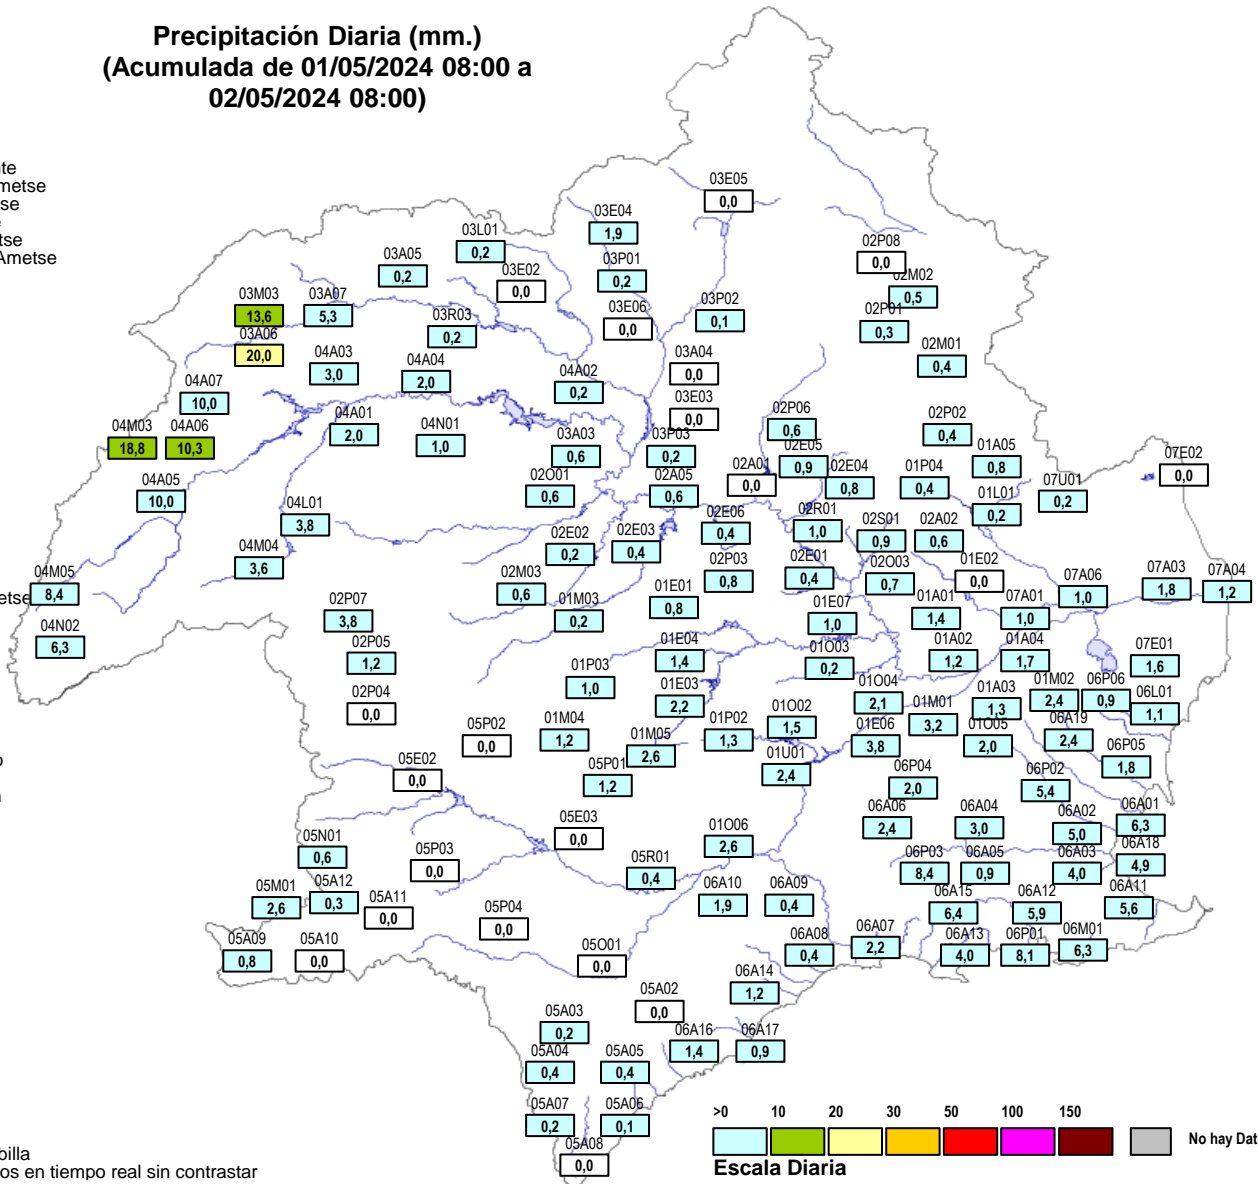 Precipitación Diaria (mm.)
(Acumulada de 01/05/2024 08:00 a
02/05/2024 08:00)
nte
metse
se
e
tse
Ametse
03E05
0,0
03E04
1,9
03L01
0,2
03A05
0,2
03E02
0,0
03P01
0,2
02P08
0,0
02M02
0,5
03M03
13,6
03A07
5,3
03R03
0,2
03E06
0,0
03P02
0,1
02P01
0,3
03A06
20,0
04A03
3,0
04A04
2,0
04A02
0,2
03A04
0,0
02M01
0,4
04A07
10,0
03E03
0,0
04M03
18,8
04A06
10,3
04A01
2,0
04N01
1,0
03A03
0,6
03P03
0,2
02P06
0,6
02P02
0,4
02E05
0,9
01A05
0,8
07E02
0,0
04A05
10,0
02O01
0,6
02A05
0,6
02A01
0,0
02E04
0,8
01P04
0,4
07U01
0,2
04L01
3,8
01L01
0,2
02E06
0,4
02R01
1,0
02S01
0,9
02A02
0,6
04M04
3,6
02E02
0,2
02E03
0,4
04M05
8,4
etse
02M03
0,6
02P03
0,8
02E01
0,4
02O03
0,7
01E02
0,0
07A06
1,0
07A03
1,8
07A04
1,2
02P07
3,8
01M03
0,2
01E01
0,8
01E07
1,0
01A01
1,4
07A01
1,0
04N02
6,3
02P05
1,2
01E04
1,4
01O03
0,2
01A02
1,2
01A04
1,7
07E01
1,6
01P03
1,0
01E03
2,2
01O04
2,1
01A03
1,3
01M02
2,4
06P06
0,9
06L01
1,1
02P04
0,0
05P02
0,0
01M04
1,2
01M05
2,6
01P02
1,3
01O02
1,5
01M01
3,2
01E06
3,8
01O05
2,0
06A19
2,4
06P05
1,8
o
05E02
0,0
05P01
1,2
01U01
2,4
06P04
2,0
06P02
5,4
n
05E03
0,0
06A06
2,4
06A04
3,0
06A02
5,0
06A01
6,3
05N01
0,6
05P03
0,0
01O06
2,6
05R01
0,4
06P03
8,4
06A05
0,9
06A03
4,0
06A18
4,9
05M01
2,6
05A12
0,3
05A11
0,0
06A10
1,9
06A09
0,4
06A15
6,4
06A12
5,9
06A11
5,6
05P04
0,0
05A09
0,8
05A10
0,0
05O01
0,0
06A08
0,4
06A07
2,2
06A13
4,0
06P01
8,1
06M01
6,3
06A14
1,2
05A02
0,0
05A03
0,2
06A16
1,4
06A17
0,9
05A04
0,4
05A05
0,4
05A07
0,2
05A06
0,1
05A08
0,0
>0 10 20 30 50 100 150
No hay Dat
Escala Diaria
billa
os en tiempo real sin contrastar